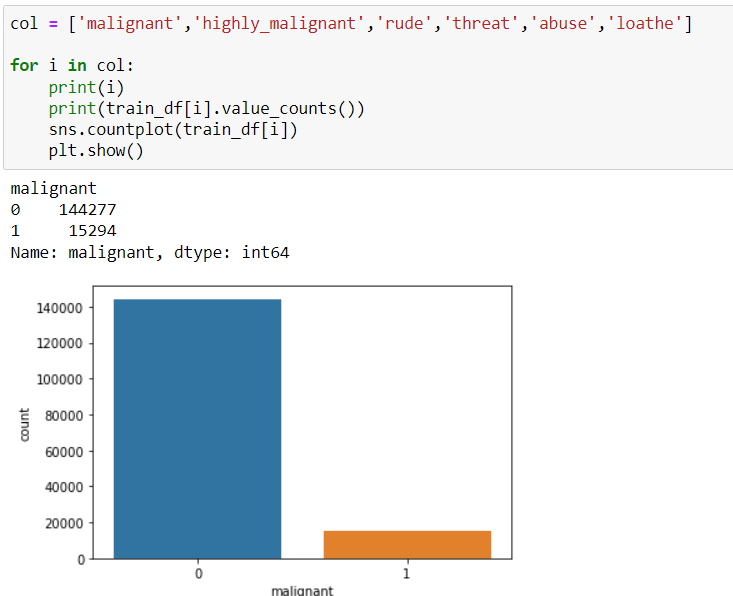 col = ['malignant','highly_malignant','rude','threat','abuse','loathe']
for i in col:
    print(i)
    print(train_df[i].value_counts())
    sns.countplot(train_df[i])
    plt.show()
malignant
0    144277
1     15294
Name: malignant, dtype: int64
140000
120000
100000
80000
60000
40000
20000
0
count
0 1
malignant